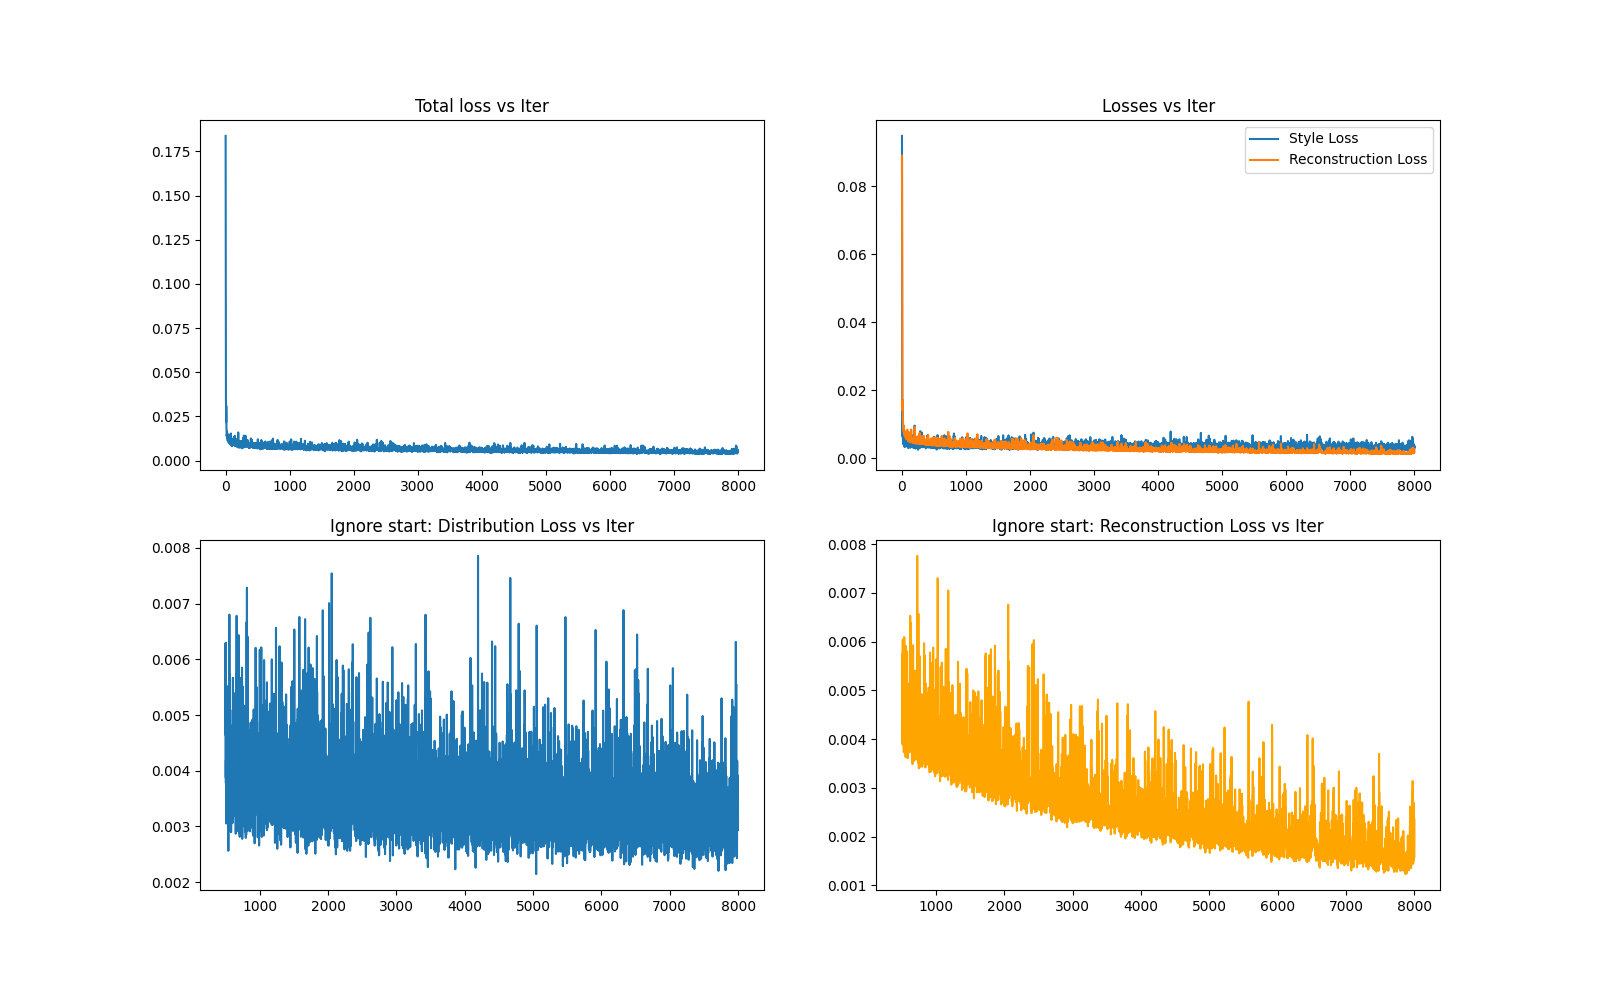 Total loss vs Iter
0.175
0.150
0.125
0.100
0.075
0.050
0.025
0.000
0 1000 2000 3000 4000 5000 6000 7000 8000
Losses vs Iter
Style Loss
Reconstruction Loss
0.08
0.06
0.04
0.02
0.00
0 1000 2000 3000 4000 5000 6000 7000 8000
Ignore start: Distribution Loss vs Iter
0.008
0.007
0.006
0.005
0.004
0.003
0.002
1000 2000 3000 4000 5000 6000 7000 8000
Ignore start: Reconstruction Loss vs Iter
0.008
0.007
0.006
0.005
0.004
0.003
0.002
0.001
1000 2000 3000 4000 5000 6000 7000 8000